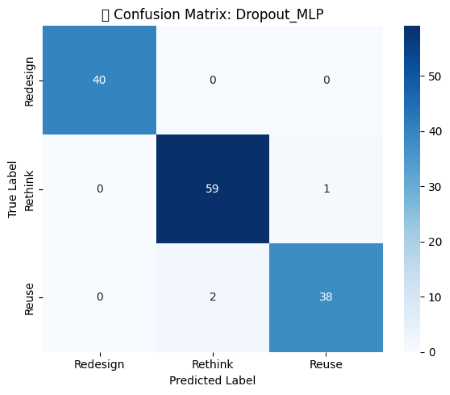 ▯ Confusion Matrix: Dropout_MLP
Redesign
40
0
0
Rethink
0
59
1
Reuse
0
2
38
Redesign
Rethink
Reuse
True Label
Predicted Label
50
40
30
20
10
0